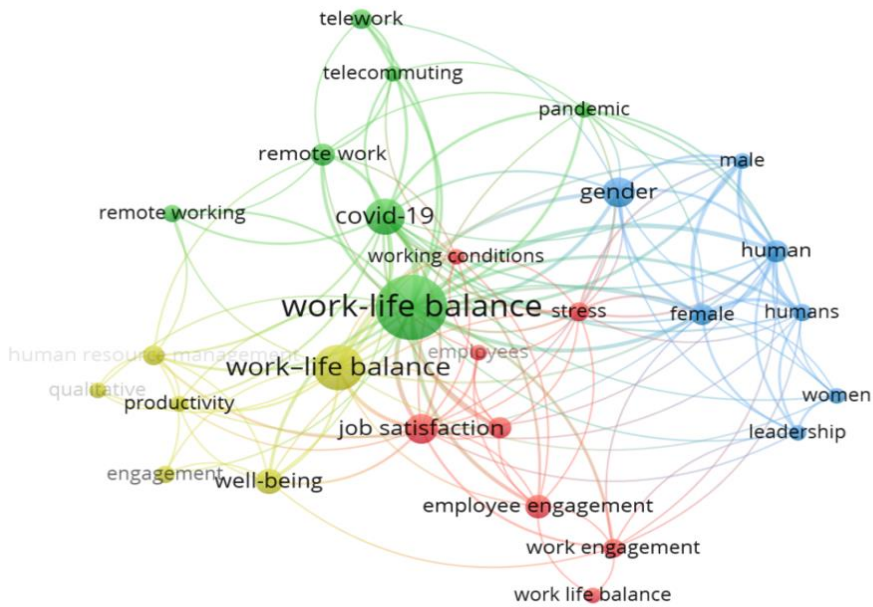 telework
telecommuting
pandemic
remote work
male
gender
remote working
covid-19
working conditions
human
work-life balance
stress
female
humans
human resource management
employees
work–life balance
qualitative
productivity
women
job satisfaction
leadership
engagement
well-being
employee engagement
work engagement
work life balance